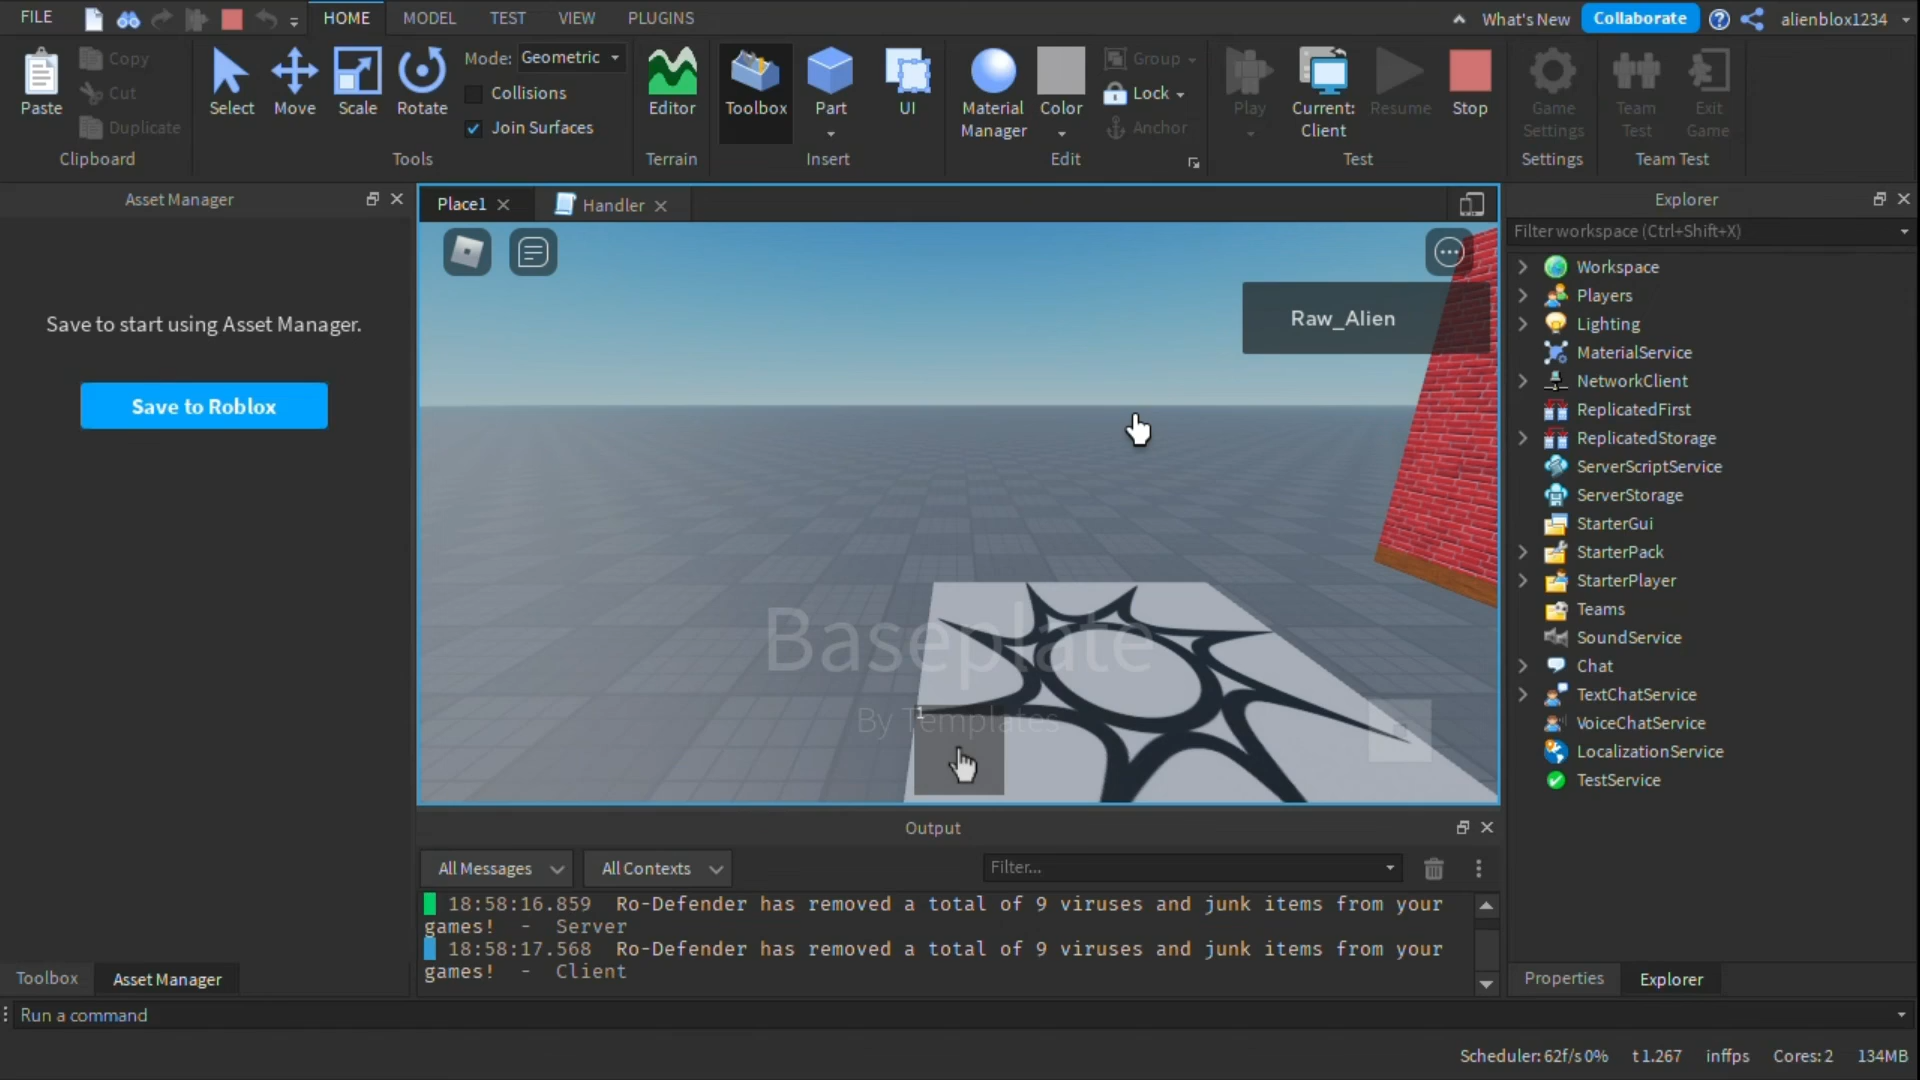 FILE
HOME
MODEL
TEST
VIEW
PLUGINS
What's New
Collaborate
alienblox1234
Paste
Copy
Cut
Duplicate
Clipboard
Select
Move
Scale
Rotate
Mode:
Geometric
Collisions
Join Surfaces
Tools
Editor
Terrain
Toolbox
Part
UI
Insert
Material
Manager
Color
Group
Lock
Anchor
Edit
Play
Current:
Client
Resume
Stop
Test
Game
Settings
Settings
Team
Test
Exit
Game
Team Test
Asset Manager
Save to start using Asset Manager.
Save to Roblox
Toolbox
Asset Manager
Place1
Handler
Raw_Alien
Baseplate
By Templates
1
Output
All Messages
All Contexts
Filter...
18:58:16.859 Ro-Defender has removed a total of 9 viruses and junk items from your
games! - Server
18:58:17.568 Ro-Defender has removed a total of 9 viruses and junk items from your
games! - Client
Explorer
Filter workspace (Ctrl+Shift+X)
Workspace
Players
Lighting
MaterialService
NetworkClient
ReplicatedFirst
ReplicatedStorage
ServerScriptService
ServerStorage
StarterGui
StarterPack
StarterPlayer
Teams
SoundService
Chat
TextChatService
VoiceChatService
LocalizationService
TestService
Properties
Explorer
Run a command
Scheduler: 62f/s 0%
t 1.267
inffps
Cores: 2
134MB